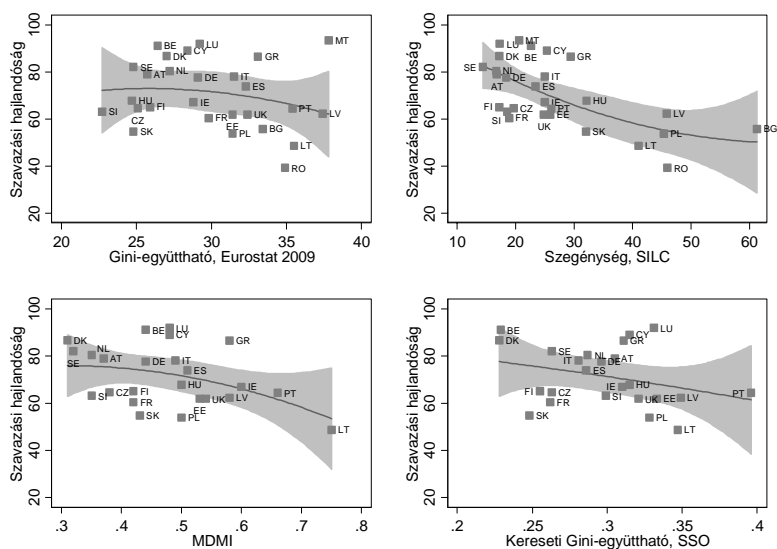 Szavazási hajlandóság
100
80
60
40
20
BE
LU
CY
DK
GR
MT
SE
NL
AT
DE
IT
ES
HU
IE
SI
CZ
FI
FR
SK
EE
UK
PL
BG
PT
LV
LT
RO
20 25 30 35 40
Gini-együttható, Eurostat 2009
Szavazási hajlandóság
100
80
60
40
20
MT
LU
BE
CY
DK
GR
SE
NL
AT
DE
IT
ES
FI
SI
CZ
FR
IE
PT
UK
EE
HU
SK
LV
PL
LT
BG
RO
10 20 30 40 50 60
Szegénység, SILC
Szavazási hajlandóság
100
80
60
40
20
DK
SE
NL
AT
BE
LU
CY
GR
DE
IT
ES
SI
CZ
FI
FR
SK
HU
PL
EE
UK
LV
IE
PT
LT
.3 .4 .5 .6 .7 .8
MDMI
Szavazási hajlandóság
100
80
60
40
20
BE
DK
SE
IT
NL
DE
AT
ES
LU
CY
GR
FI
CZ
FR
SK
SI
IE
HU
UK
EE
LV
PL
LT
PT
.2 .25 .3 .35 .4
Kereseti Gini-együttható, SSO